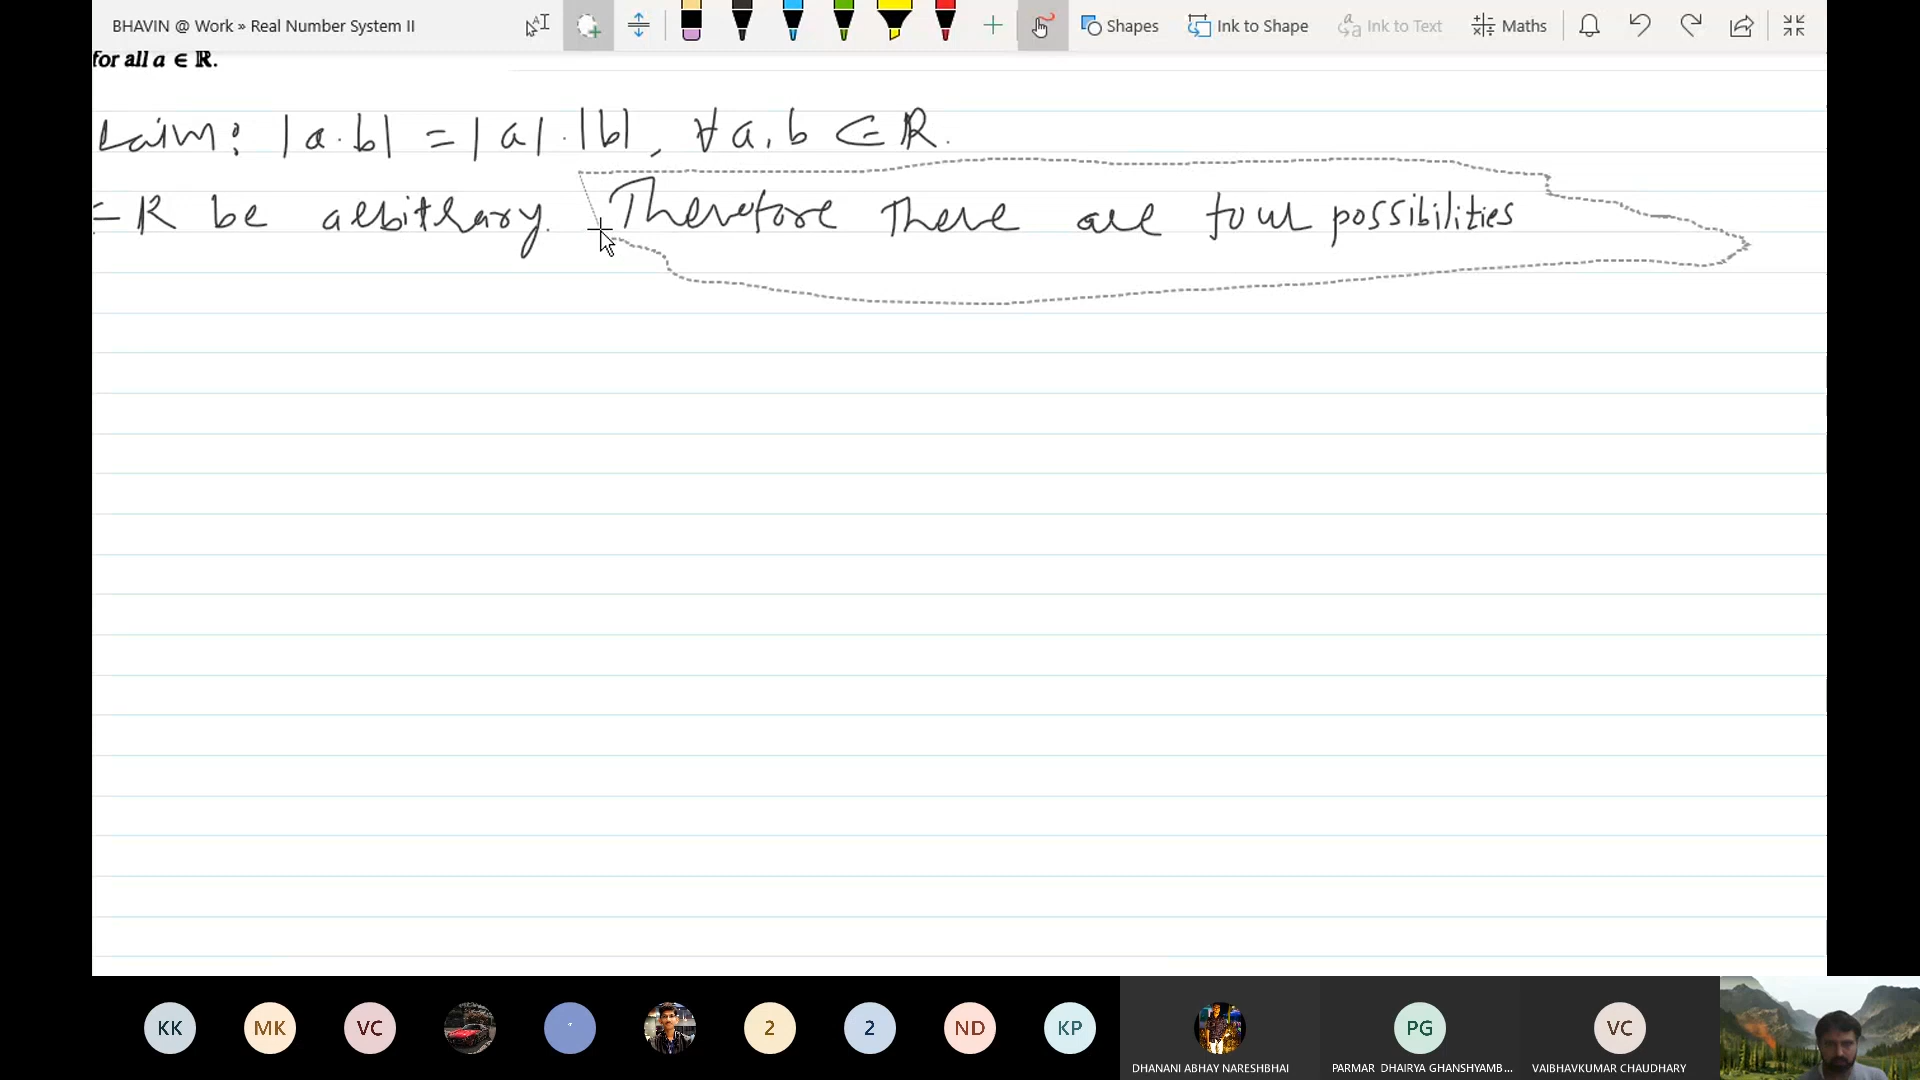 BHAVIN @ Work » Real Number System II
Shapes
Ink to Shape
Ink to Text
Maths
for all a ∈ ℝ.
laim: |a·b| = |a|·|b|, ∀ a, b ∈ ℝ.
∈ ℝ be arbitrary. Therefore there are four possibilities
KK MK VC 2 2 ND KP PG VC
DHANANI ABHAY NARESHBHAI PARMAR DHAIRYA GHANSHYAMB... VAIBHAVKUMAR CHAUDHARY